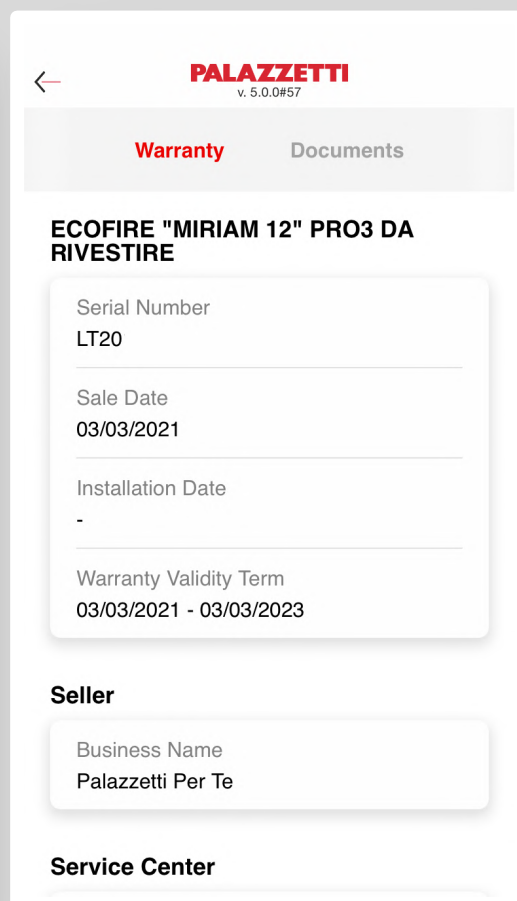 PALAZZETTI
v. 5.0.0#57
Warranty Documents
ECOFIRE "MIRIAM 12" PRO3 DA
RIVESTIRE
Serial Number
LT20
Sale Date
03/03/2021
Installation Date
-
Warranty Validity Term
03/03/2021 - 03/03/2023
Seller
Business Name
Palazzetti Per Te
Service Center